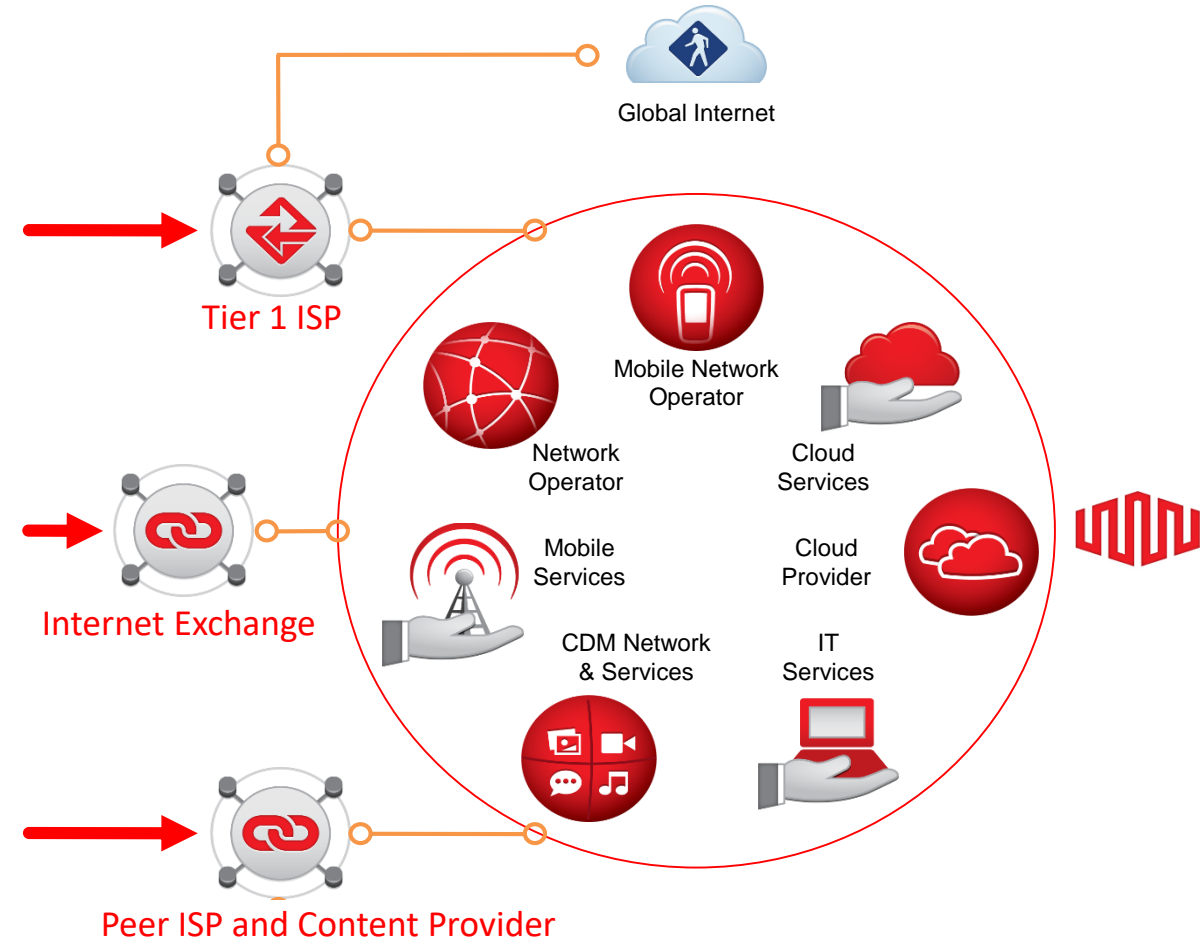 Global Internet
Tier 1 ISP
Mobile Network
Operator
Network
Operator
Cloud
Services
Mobile
Services
Cloud
Provider
Internet Exchange
CDM Network
& Services
IT
Services
Peer ISP and Content Provider